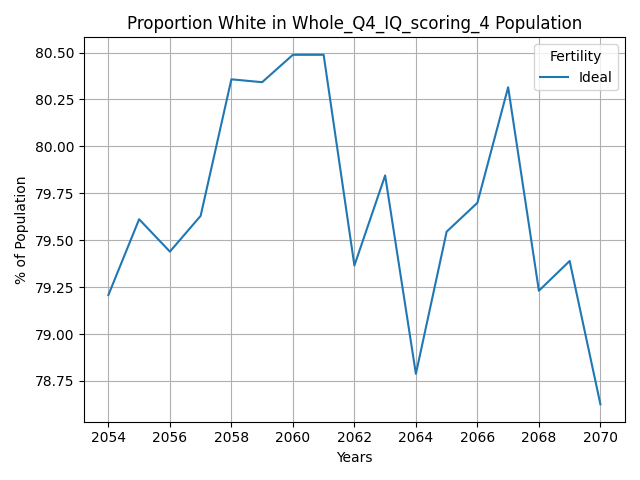 Proportion White in Whole_Q4_IQ_scoring_4 Population
Fertility
Ideal
% of Population
80.50
80.25
80.00
79.75
79.50
79.25
79.00
78.75
2054 2056 2058 2060 2062 2064 2066 2068 2070
Years